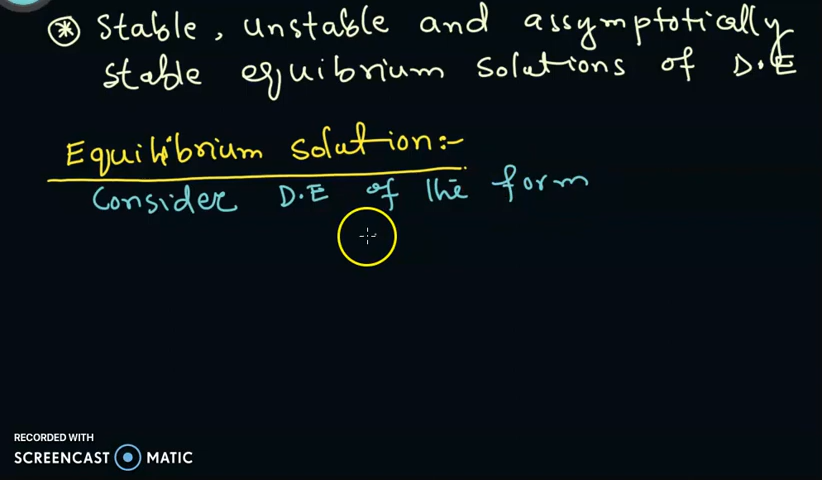 ⊛ Stable, unstable and assymptotically
stable equibrium solutions of D.E
Equilibrium solution:-
Consider D.E of the form
RECORDED WITH
SCREENCAST MATIC